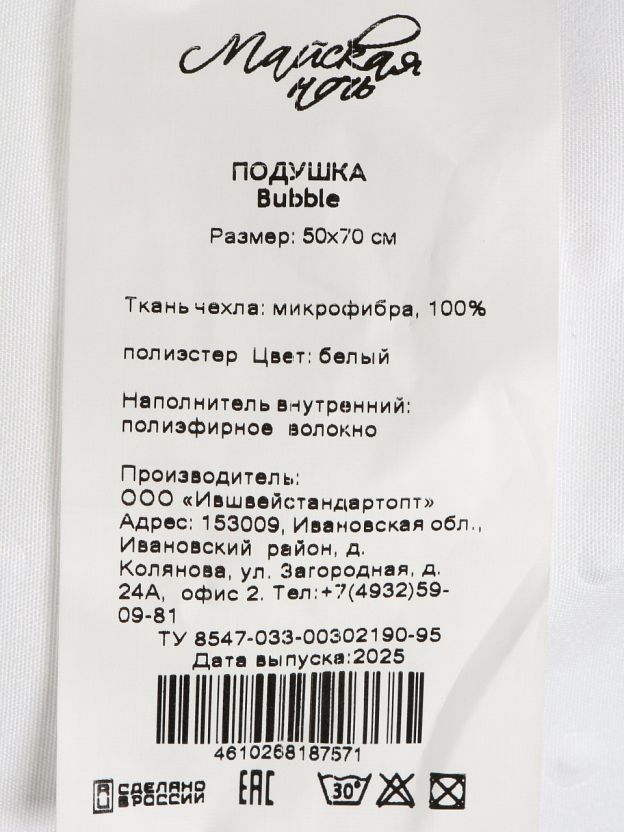 Майская
ночь
ПОДУШКА
Bubble
Размер: 50х70 см
Ткань чехла: микрофибра, 100%
полиэстер Цвет: белый
Наполнитель внутренний:
полиэфирное волокно
Производитель:
ООО «Ившвейстандартопт»
Адрес: 153009, Ивановская обл.,
Ивановский район, д.
Колянова, ул. Загородная, д.
24А, офис 2. Тел:+7(4932)59-
09-81
ТУ 8547-033-00302190-95
Дата выпуска:2025
4610268187571
СДЕЛАНО
В РОССИИ
ЕАС
30°